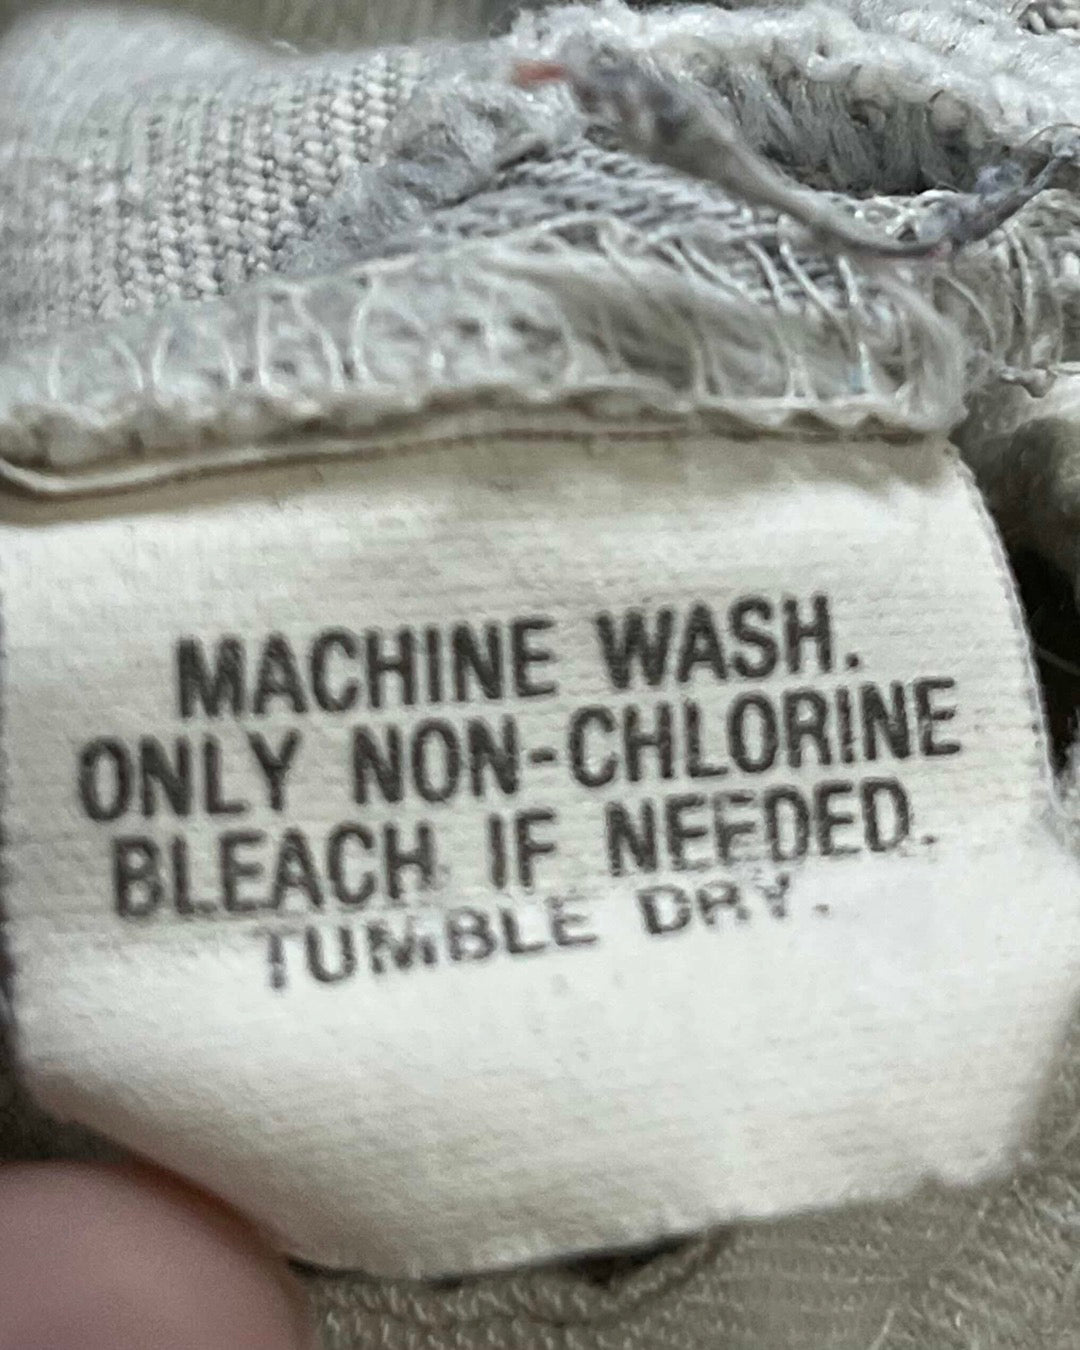 MACHINE WASH.
ONLY NON-CHLORINE
BLEACH IF NEEDED.
TUMBLE DRY.